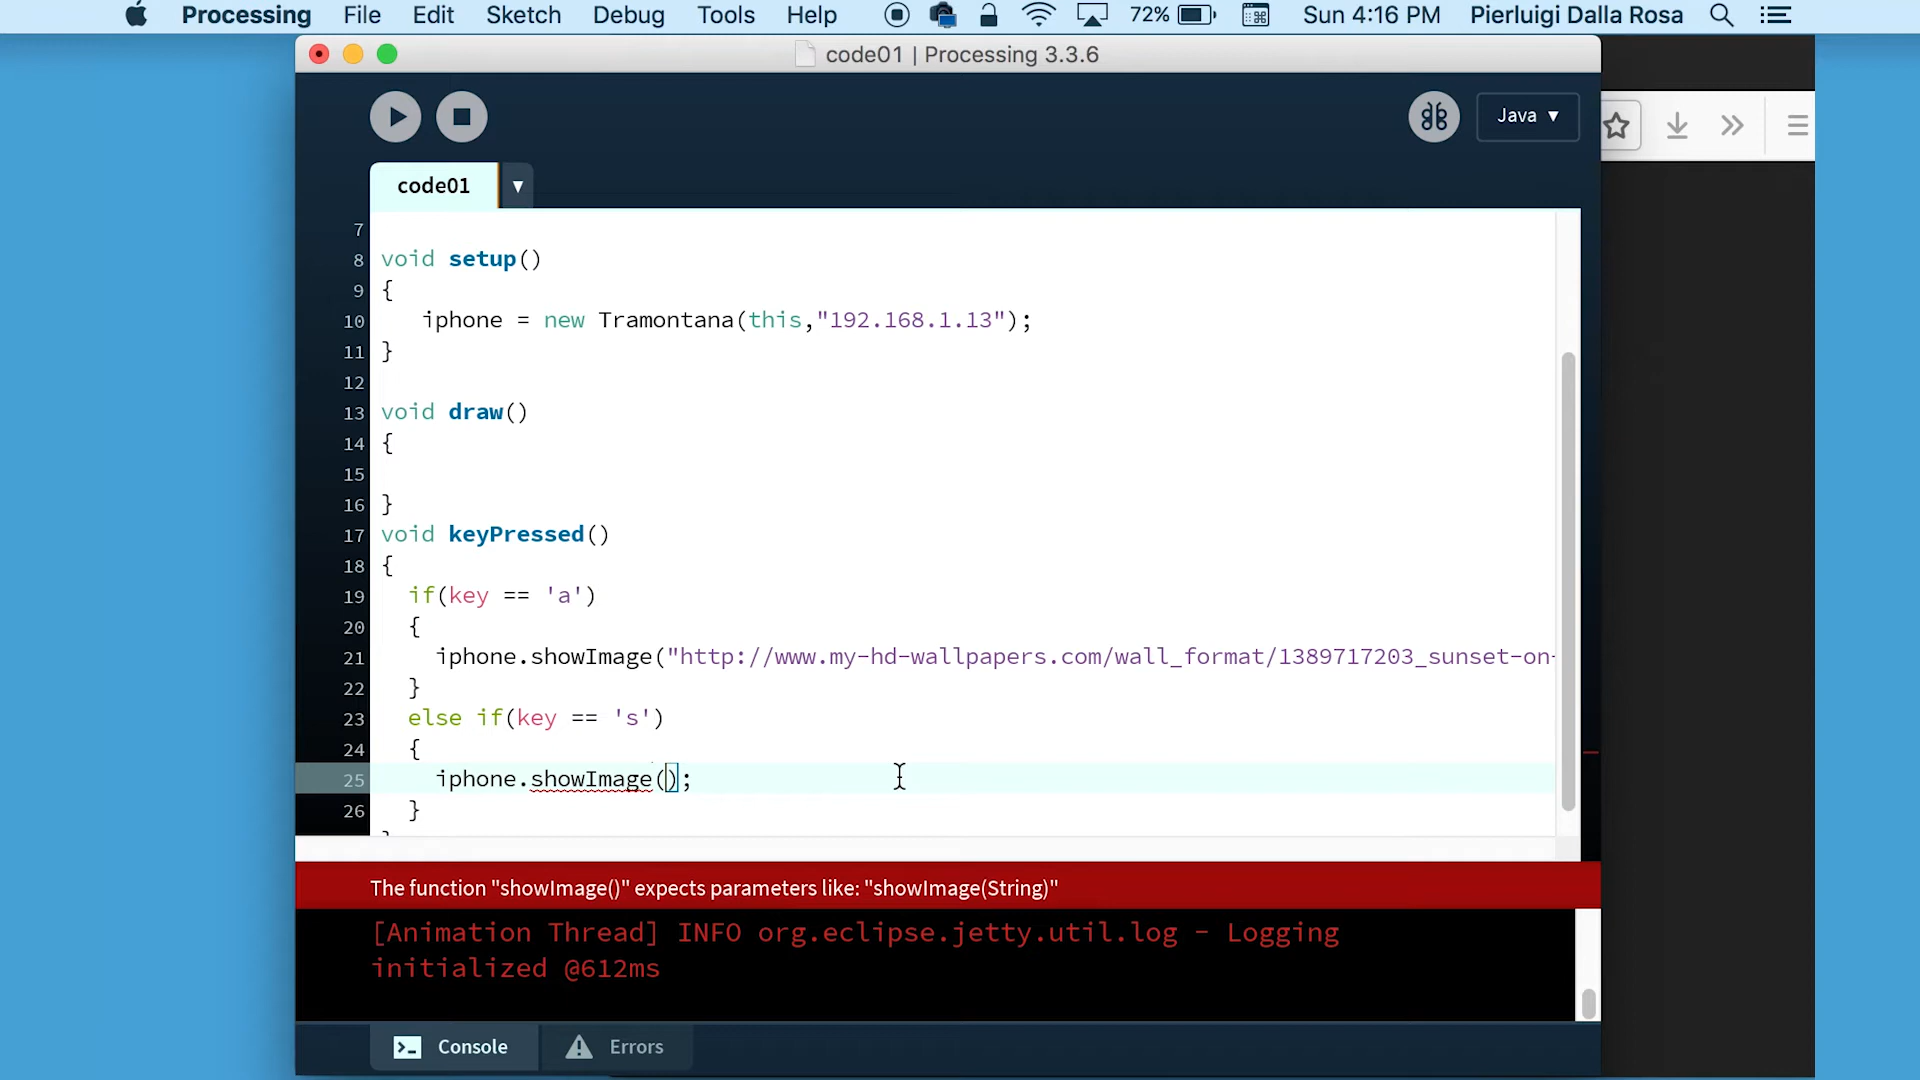 Processing File Edit Sketch Debug Tools Help 72% Sun 4:16 PM Pierluigi Dalla Rosa
code01 | Processing 3.3.6
Java ▼
code01 ▼
7
8 void setup()
9 {
10 iphone = new Tramontana(this,"192.168.1.13");
11 }
12
13 void draw()
14 {
15
16 }
17 void keyPressed()
18 {
19 if(key == 'a')
20 {
21 iphone.showImage("http://www.my-hd-wallpapers.com/wall_format/1389717203_sunset-on-
22 }
23 else if(key == 's')
24 {
25 iphone.showImage();
26 }
The function "showImage()" expects parameters like: "showImage(String)"
[Animation Thread] INFO org.eclipse.jetty.util.log - Logging
initialized @612ms
Console Errors